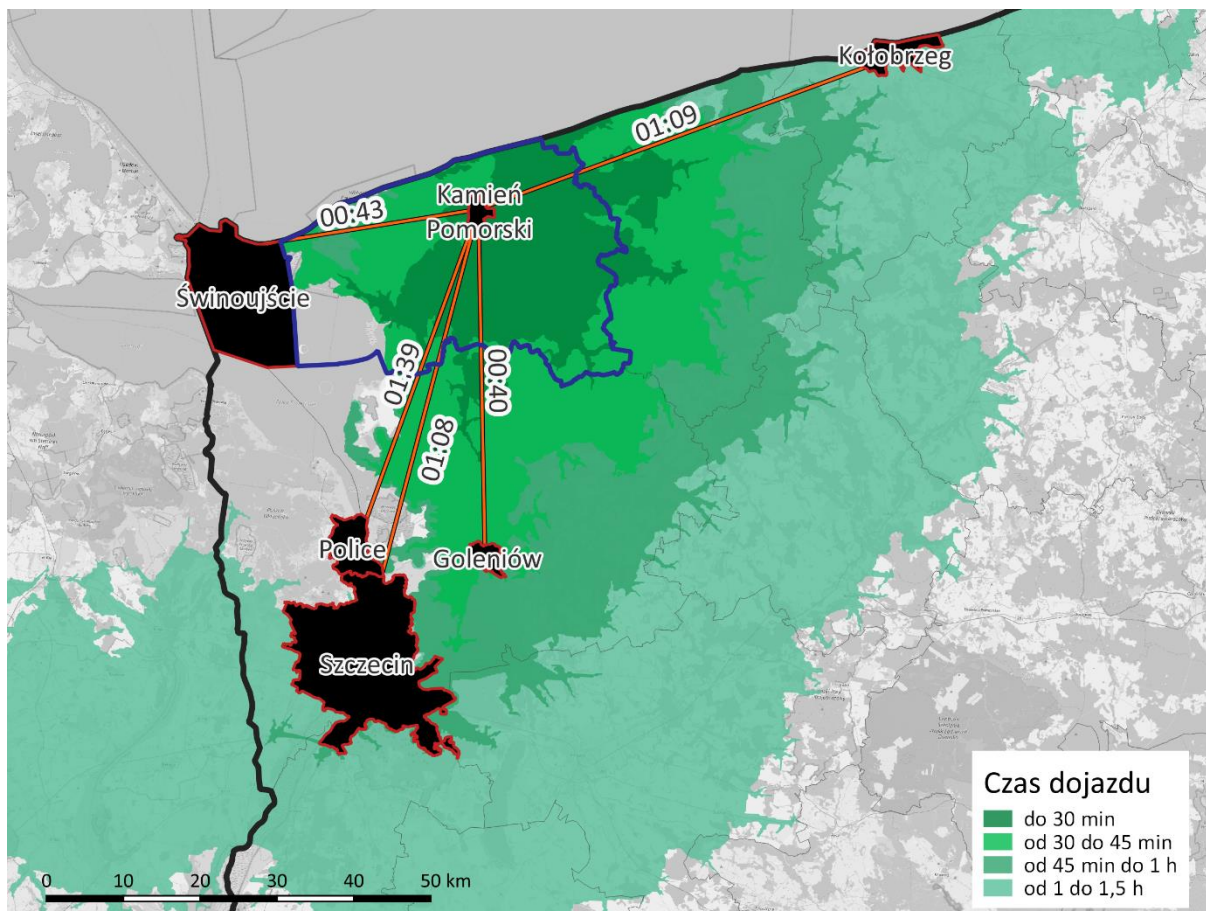 Kołobrzeg
01:09
Kamień
Pomorski
00:43
Świnoujście
01:39
01:08
00:40
Police
Goleniów
Szczecin
Czas dojazdu
do 30 min
od 30 do 45 min
od 45 min do 1 h
od 1 do 1,5 h
0 10 20 30 40 50 km